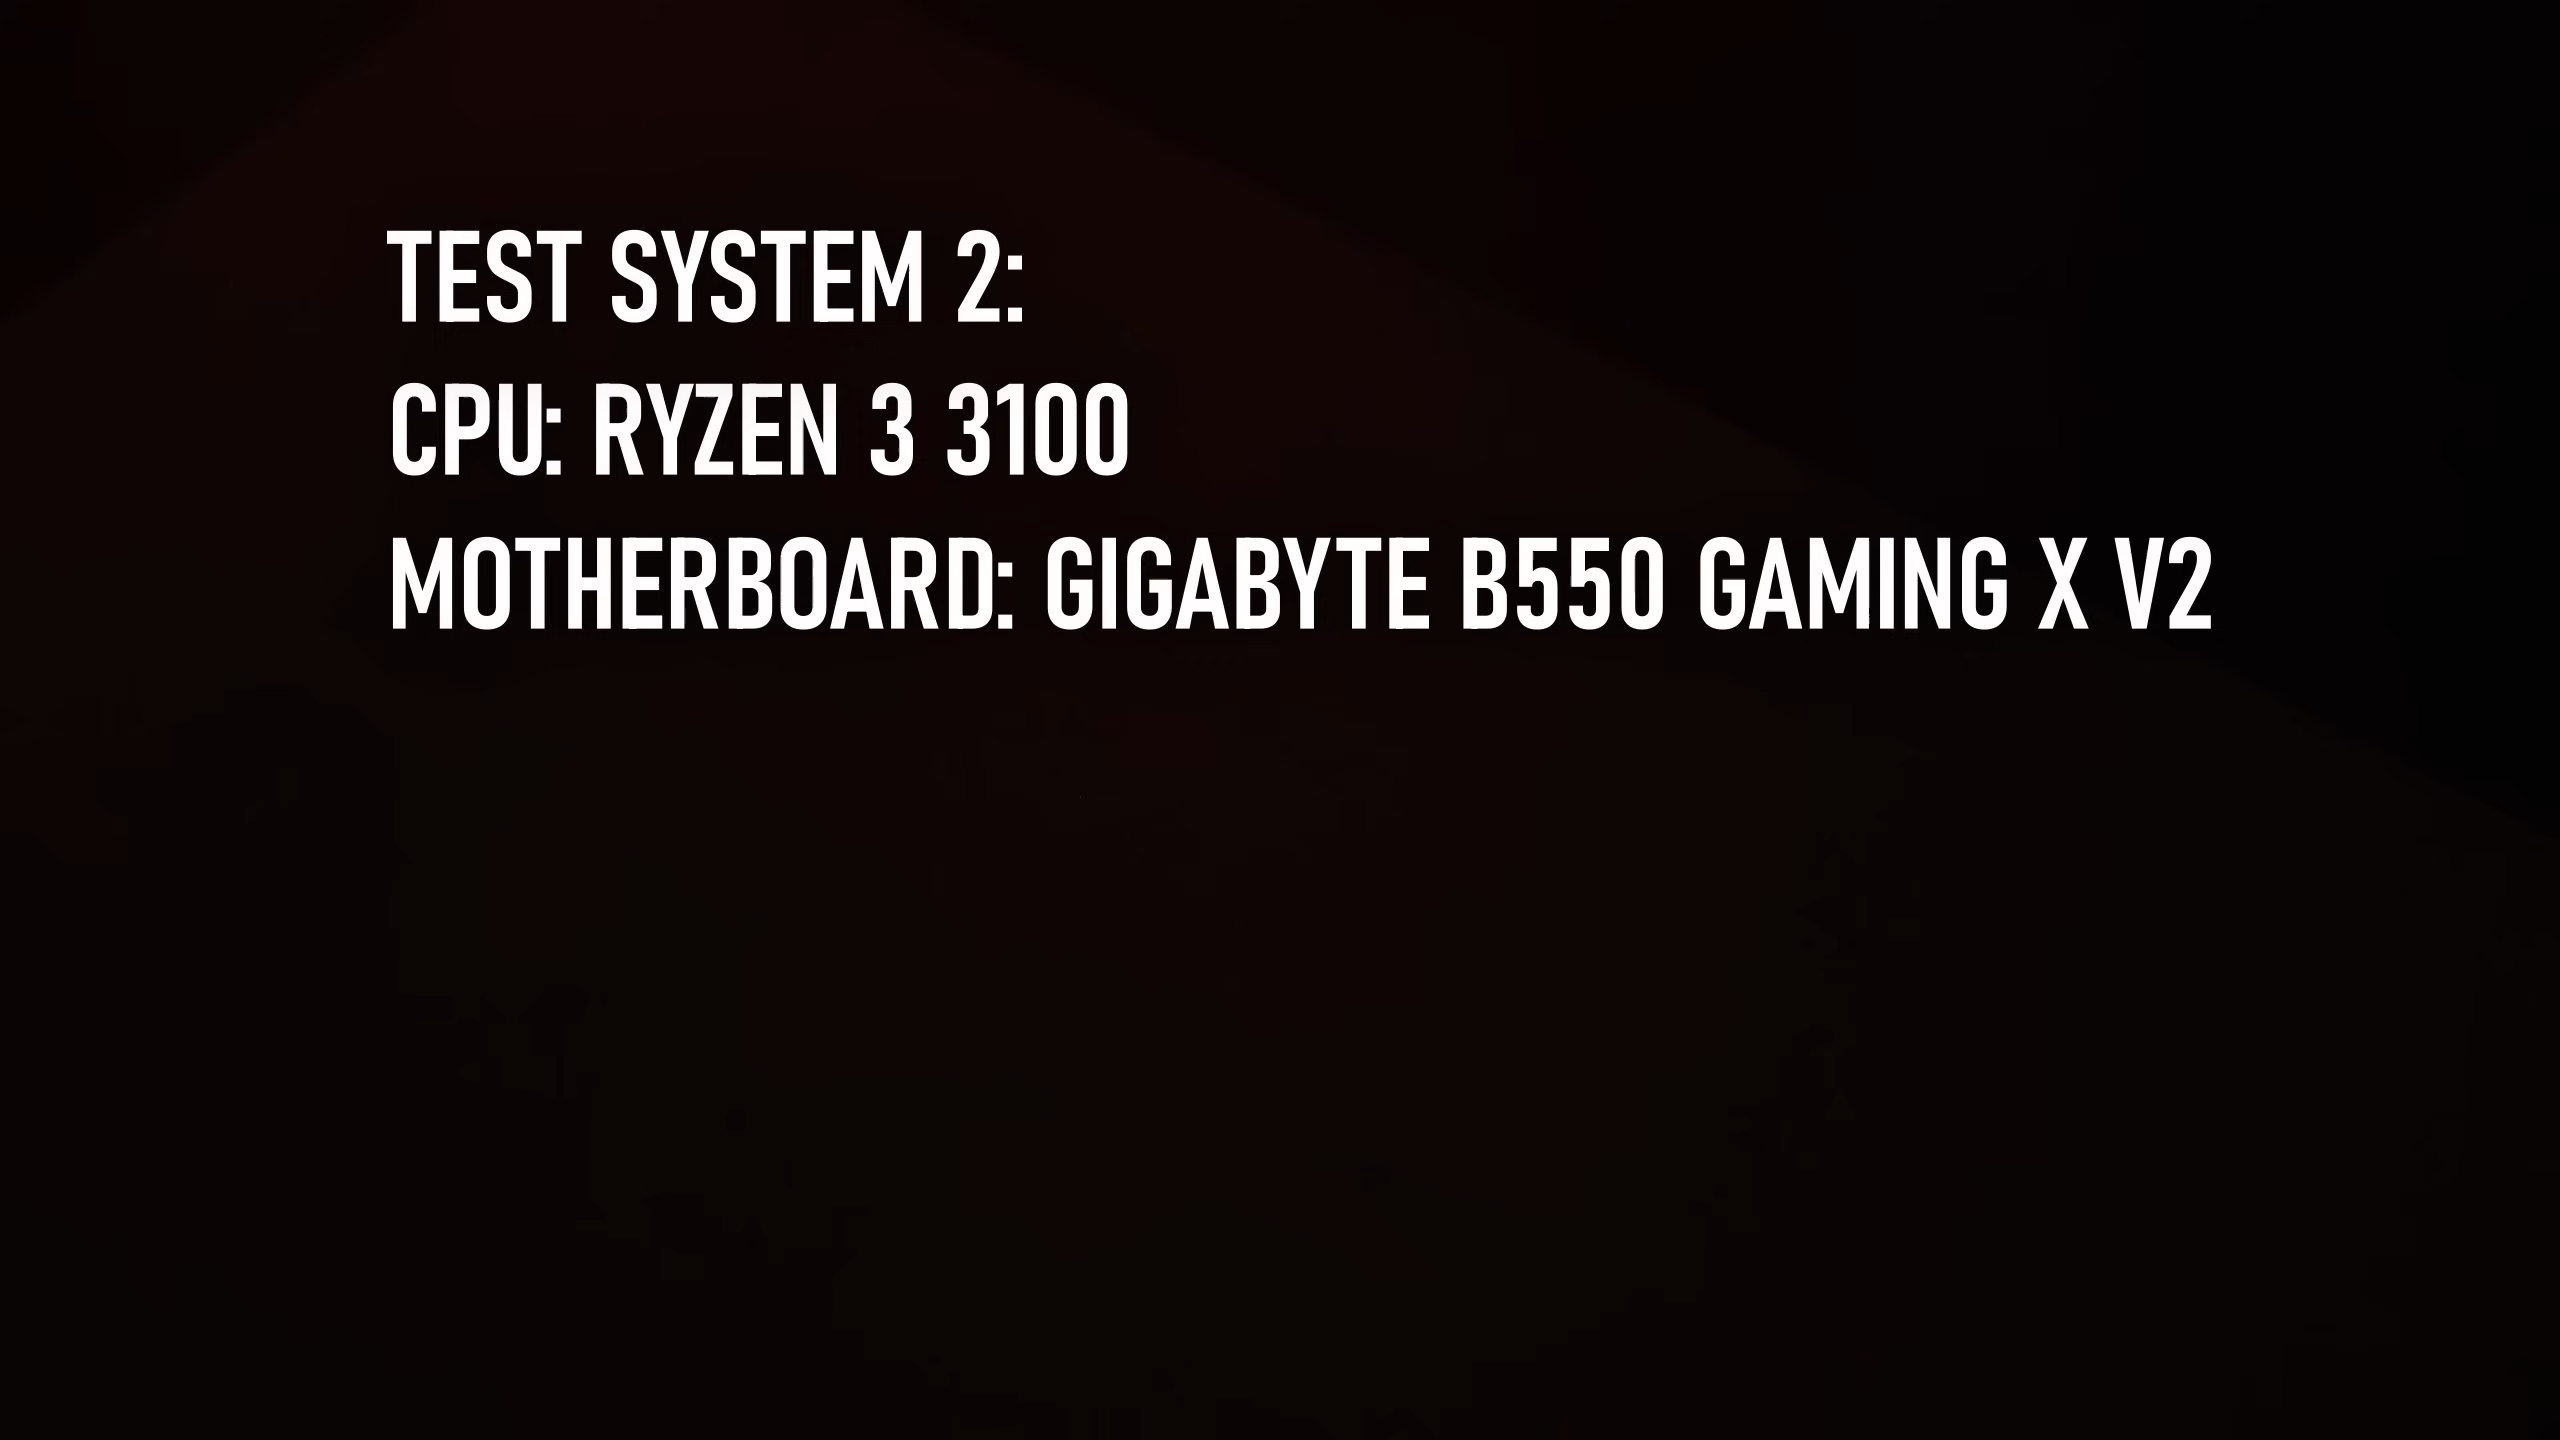 TEST SYSTEM 2:
CPU: RYZEN 3 3100
MOTHERBOARD: GIGABYTE B550 GAMING X V2